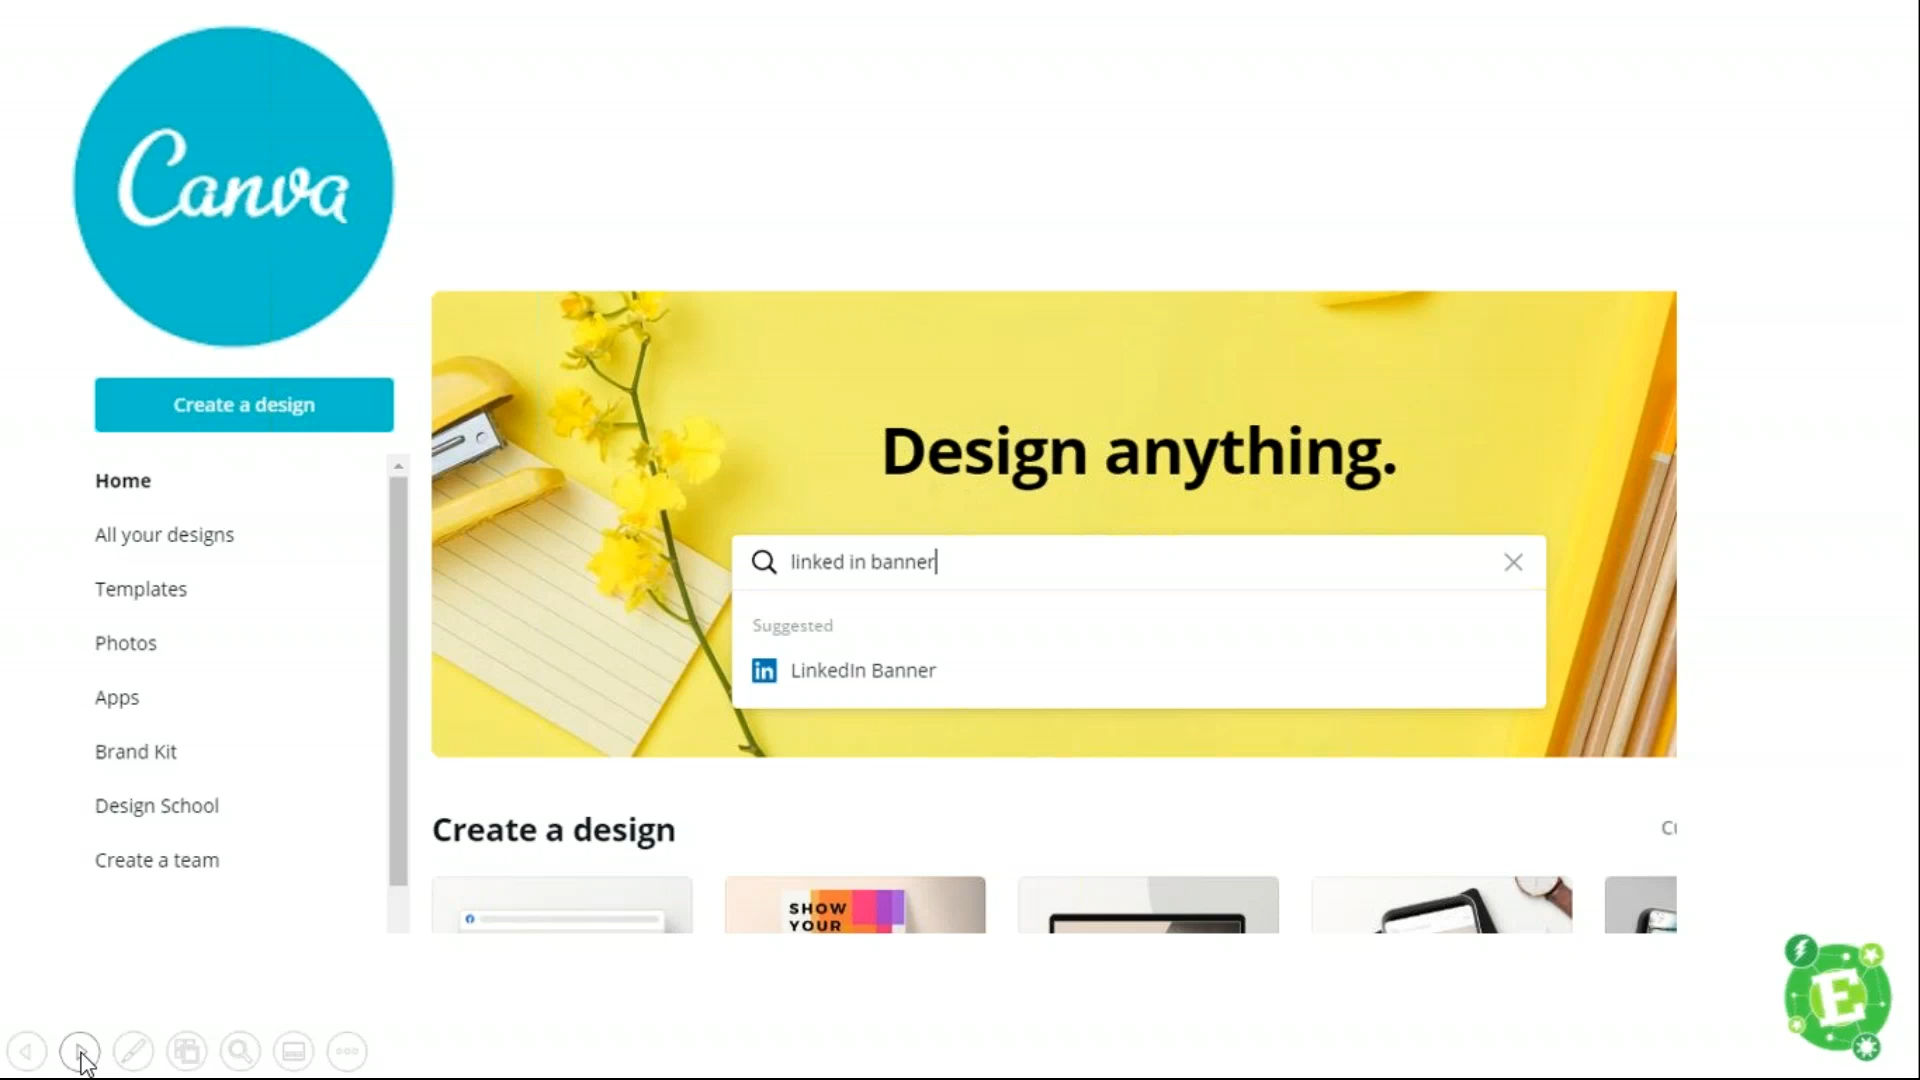 Canva
Create a design
Home
All your designs
Templates
Photos
Apps
Brand Kit
Design School
Create a team
Design anything.
linked in banner
Suggested
in LinkedIn Banner
Create a design
SHOW
YOUR
E